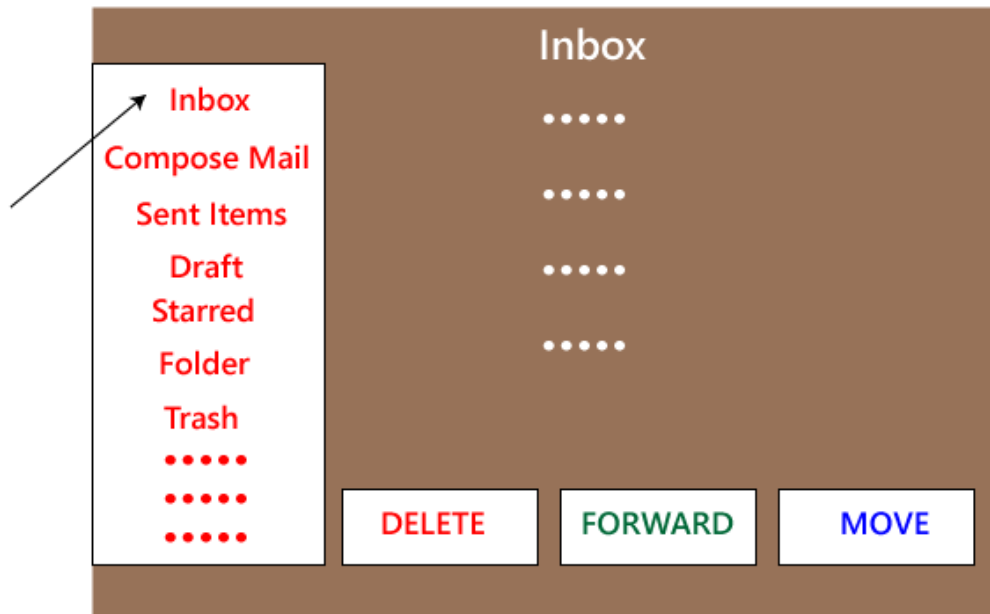 Inbox
Inbox
Compose Mail
Sent Items
Draft
Starred
Folder
Trash
•••••
•••••
•••••
•••••
•••••
•••••
•••••
DELETE
FORWARD
MOVE